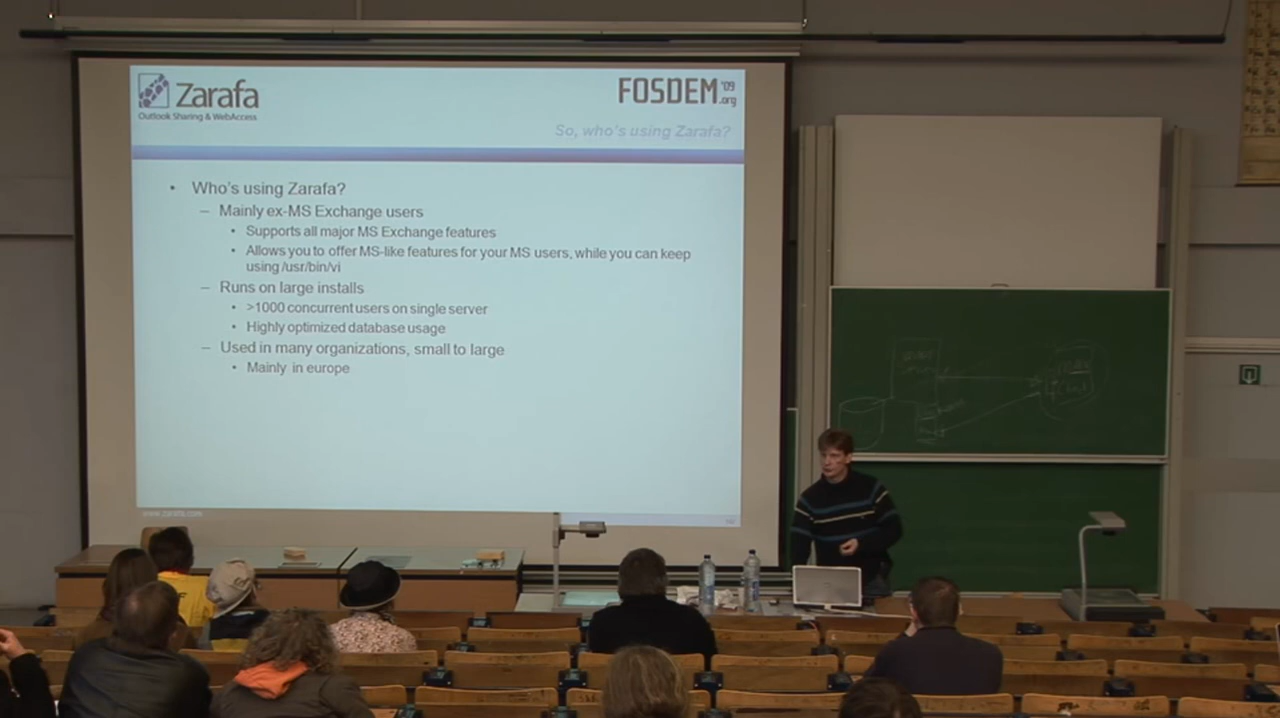 Zarafa
Outlook Sharing & WebAccess
FOSDEM '09
.org
So, who's using Zarafa?
• Who's using Zarafa?
– Mainly ex-MS Exchange users
• Supports all major MS Exchange features
• Allows you to offer MS-like features for your MS users, while you can keep
using /usr/bin/vi
– Runs on large installs
• >1000 concurrent users on single server
• Highly optimized database usage
– Used in many organizations, small to large
• Mainly in europe
www.zarafa.com